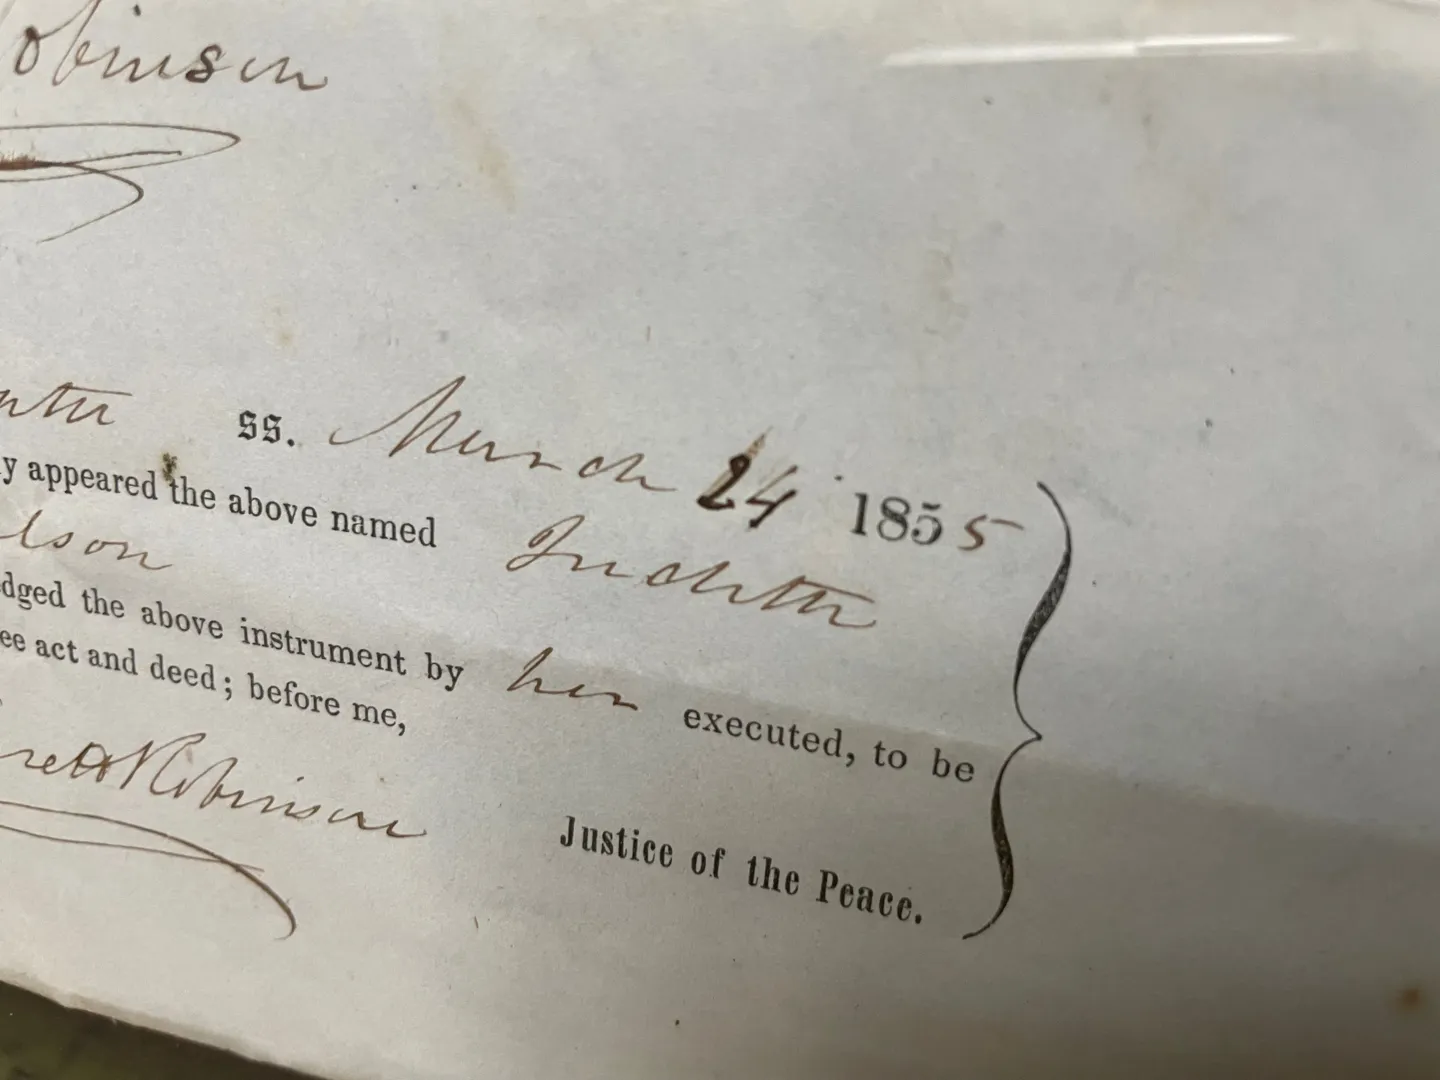 obinson
ss. March 24 1855
y appeared the above named Judith
lson
dged the above instrument by her executed, to be
ee act and deed; before me,
rett Robinson Justice of the Peace.